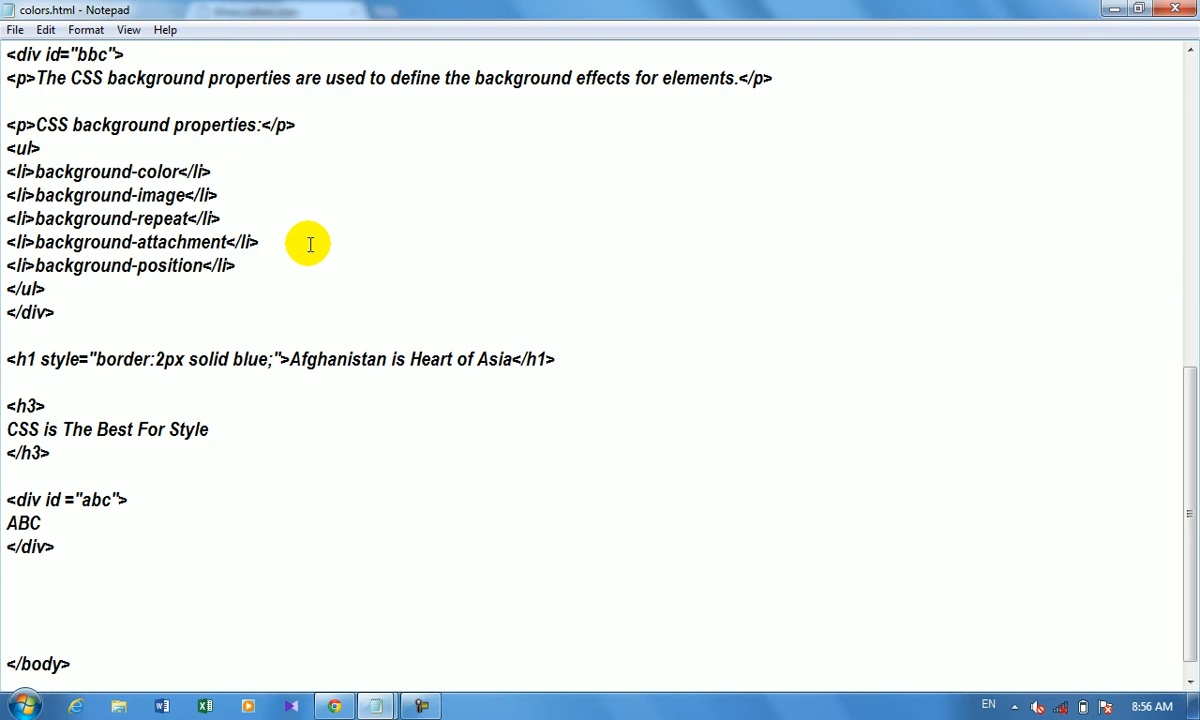 colors.html - Notepad
File Edit Format View Help
<div id="bbc">
<p>The CSS background properties are used to define the background effects for elements.</p>
<p>CSS background properties:</p>
<ul>
<li>background-color</li>
<li>background-image</li>
<li>background-repeat</li>
<li>background-attachment</li>
<li>background-position</li>
</ul>
</div>
<h1 style="border:2px solid blue;">Afghanistan is Heart of Asia</h1>
<h3>
CSS is The Best For Style
</h3>
<div id ="abc">
ABC
</div>
</body>
EN 8:56 AM